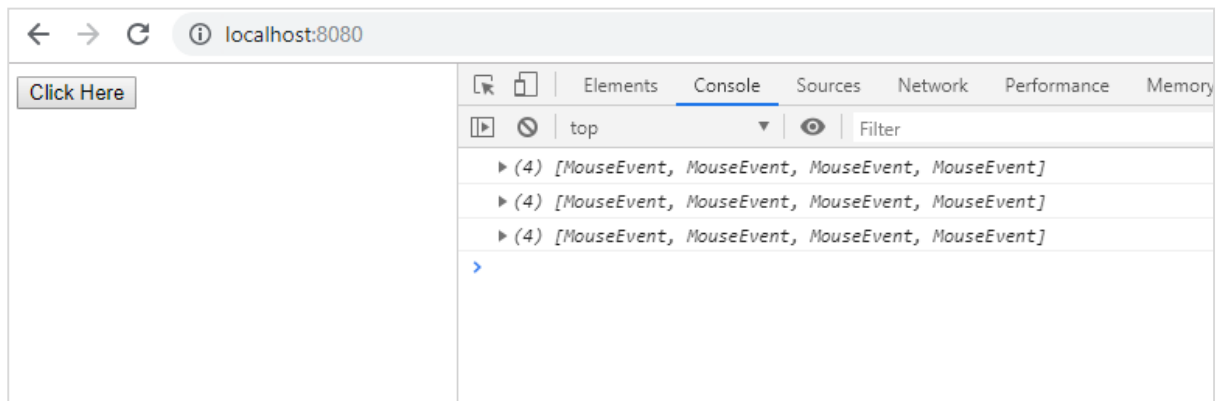 localhost:8080
Click Here
Elements Console Sources Network Performance Memory
top Filter
(4) [MouseEvent, MouseEvent, MouseEvent, MouseEvent]
(4) [MouseEvent, MouseEvent, MouseEvent, MouseEvent]
(4) [MouseEvent, MouseEvent, MouseEvent, MouseEvent]